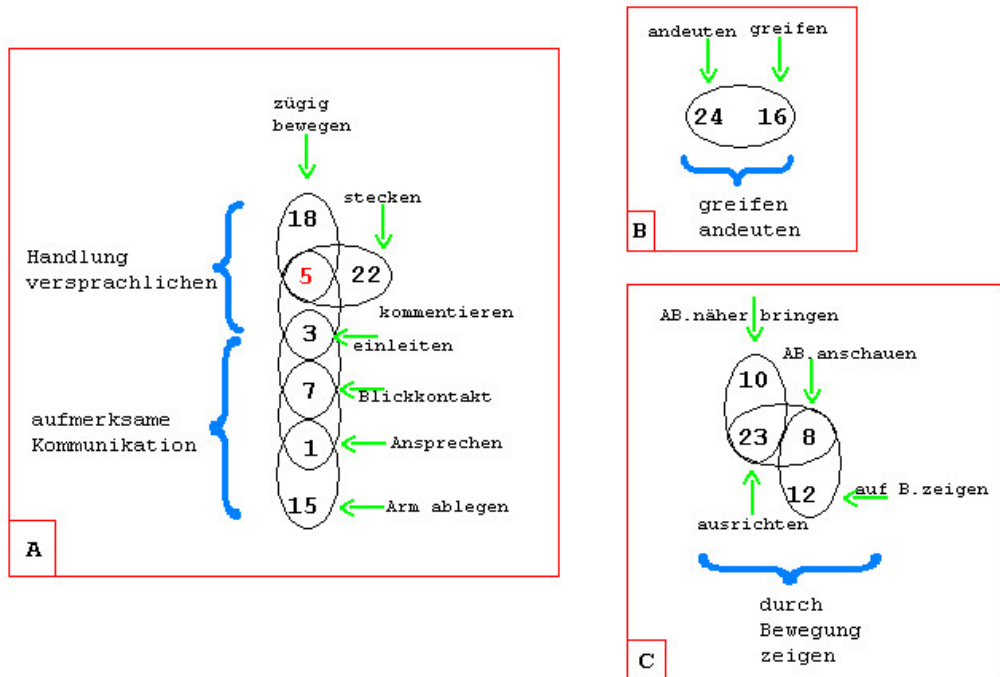 zügig
bewegen
stecken
18
Handlung
versprachlichen
5 22
kommentieren
3
einleiten
7
Blickkontakt
aufmerksame
Kommunikation
1
Ansprechen
15
Arm ablegen
A
andeuten greifen
24 16
greifen
andeuten
B
AB.näher bringen
AB.anschauen
10
23 8
12
auf B.zeigen
ausrichten
durch
Bewegung
zeigen
C